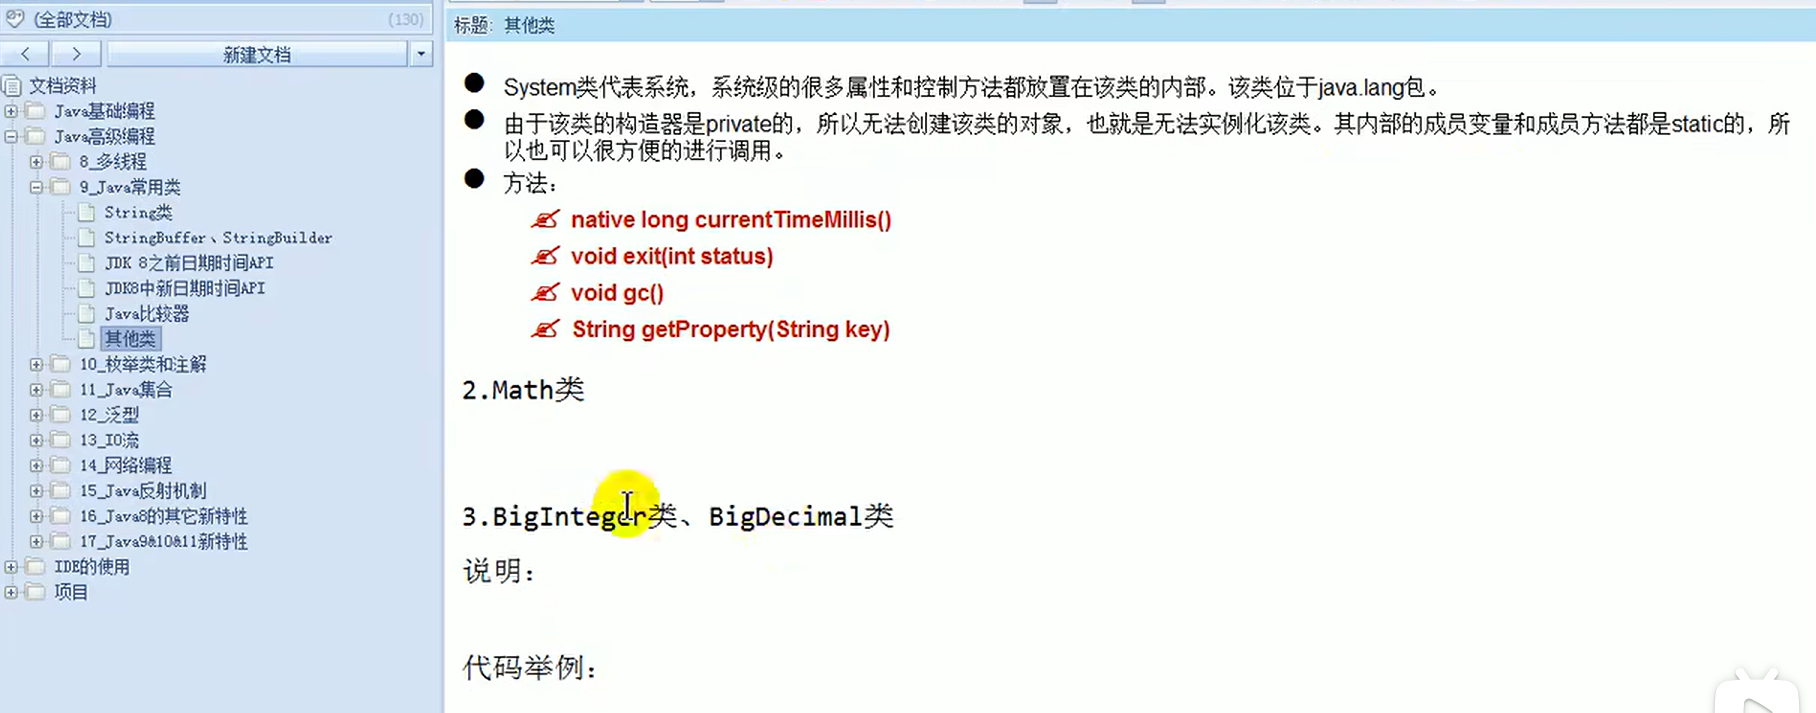 (全部文档) (130)
新建文档
文档资料
Java基础编程
Java高级编程
8_多线程
9_Java常用类
String类
StringBuffer、StringBuilder
JDK 8之前日期时间API
JDK8中新日期时间API
Java比较器
其他类
10_枚举类和注解
11_Java集合
12_泛型
13_IO流
14_网络编程
15_Java反射机制
16_Java8的其它新特性
17_Java9&10&11新特性
IDE的使用
项目
标题: 其他类
System类代表系统，系统级的很多属性和控制方法都放置在该类的内部。该类位于java.lang包。
由于该类的构造器是private的，所以无法创建该类的对象，也就是无法实例化该类。其内部的成员变量和成员方法都是static的，所
以也可以很方便的进行调用。
方法：
native long currentTimeMillis()
void exit(int status)
void gc()
String getProperty(String key)
2.Math类
3.BigInteger类、BigDecimal类
说明：
代码举例：